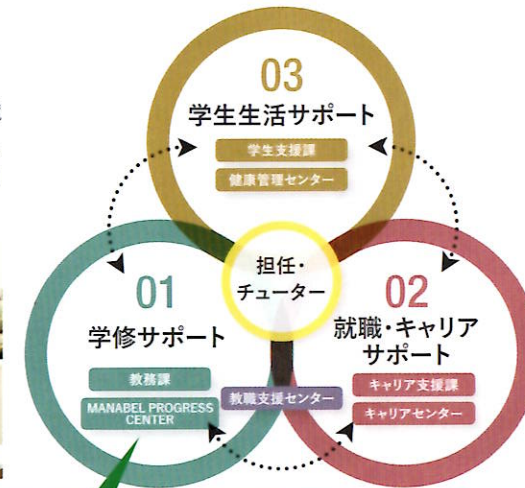 03
学生生活サポート
学生支援課
健康管理センター
担任・
チューター
01
学修サポート
教務課
MANABEL PROGRESS
CENTER
教職支援センター
02
就職・キャリア
サポート
キャリア支援課
キャリアセンター